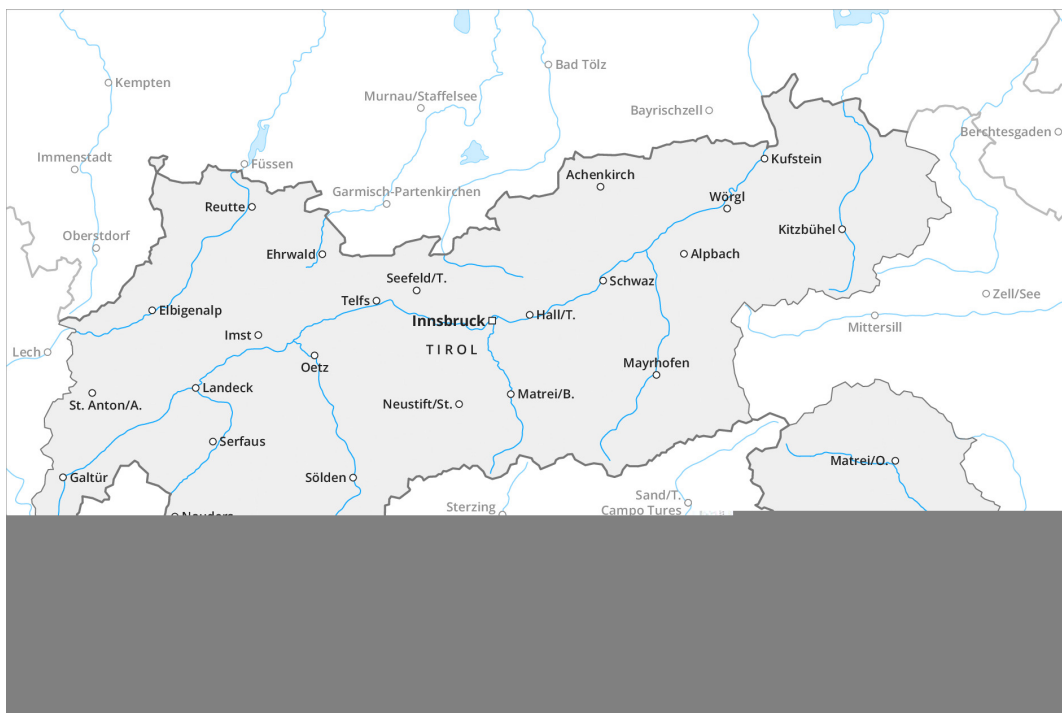 Kempten
Bad Tölz
Murnau/Staffelsee
Bayrischzell
Berchtesgaden
Immenstadt
Füssen
Kufstein
Achenkirch
Garmisch-Partenkirchen
Reutte
Wörgl
Kitzbühel
Oberstdorf
Ehrwald
Alpbach
Seefeld/T.
Schwaz
Zell/See
Telfs
Elbigenalp
Innsbruck
Hall/T.
Mittersill
Imst
TIROL
Lech
Oetz
Mayrhofen
Landeck
Matrei/B.
St. Anton/A.
Neustift/St.
Serfaus
Matrei/O.
Galtür
Sölden
Sand/T.
Campo Tures
Sterzing